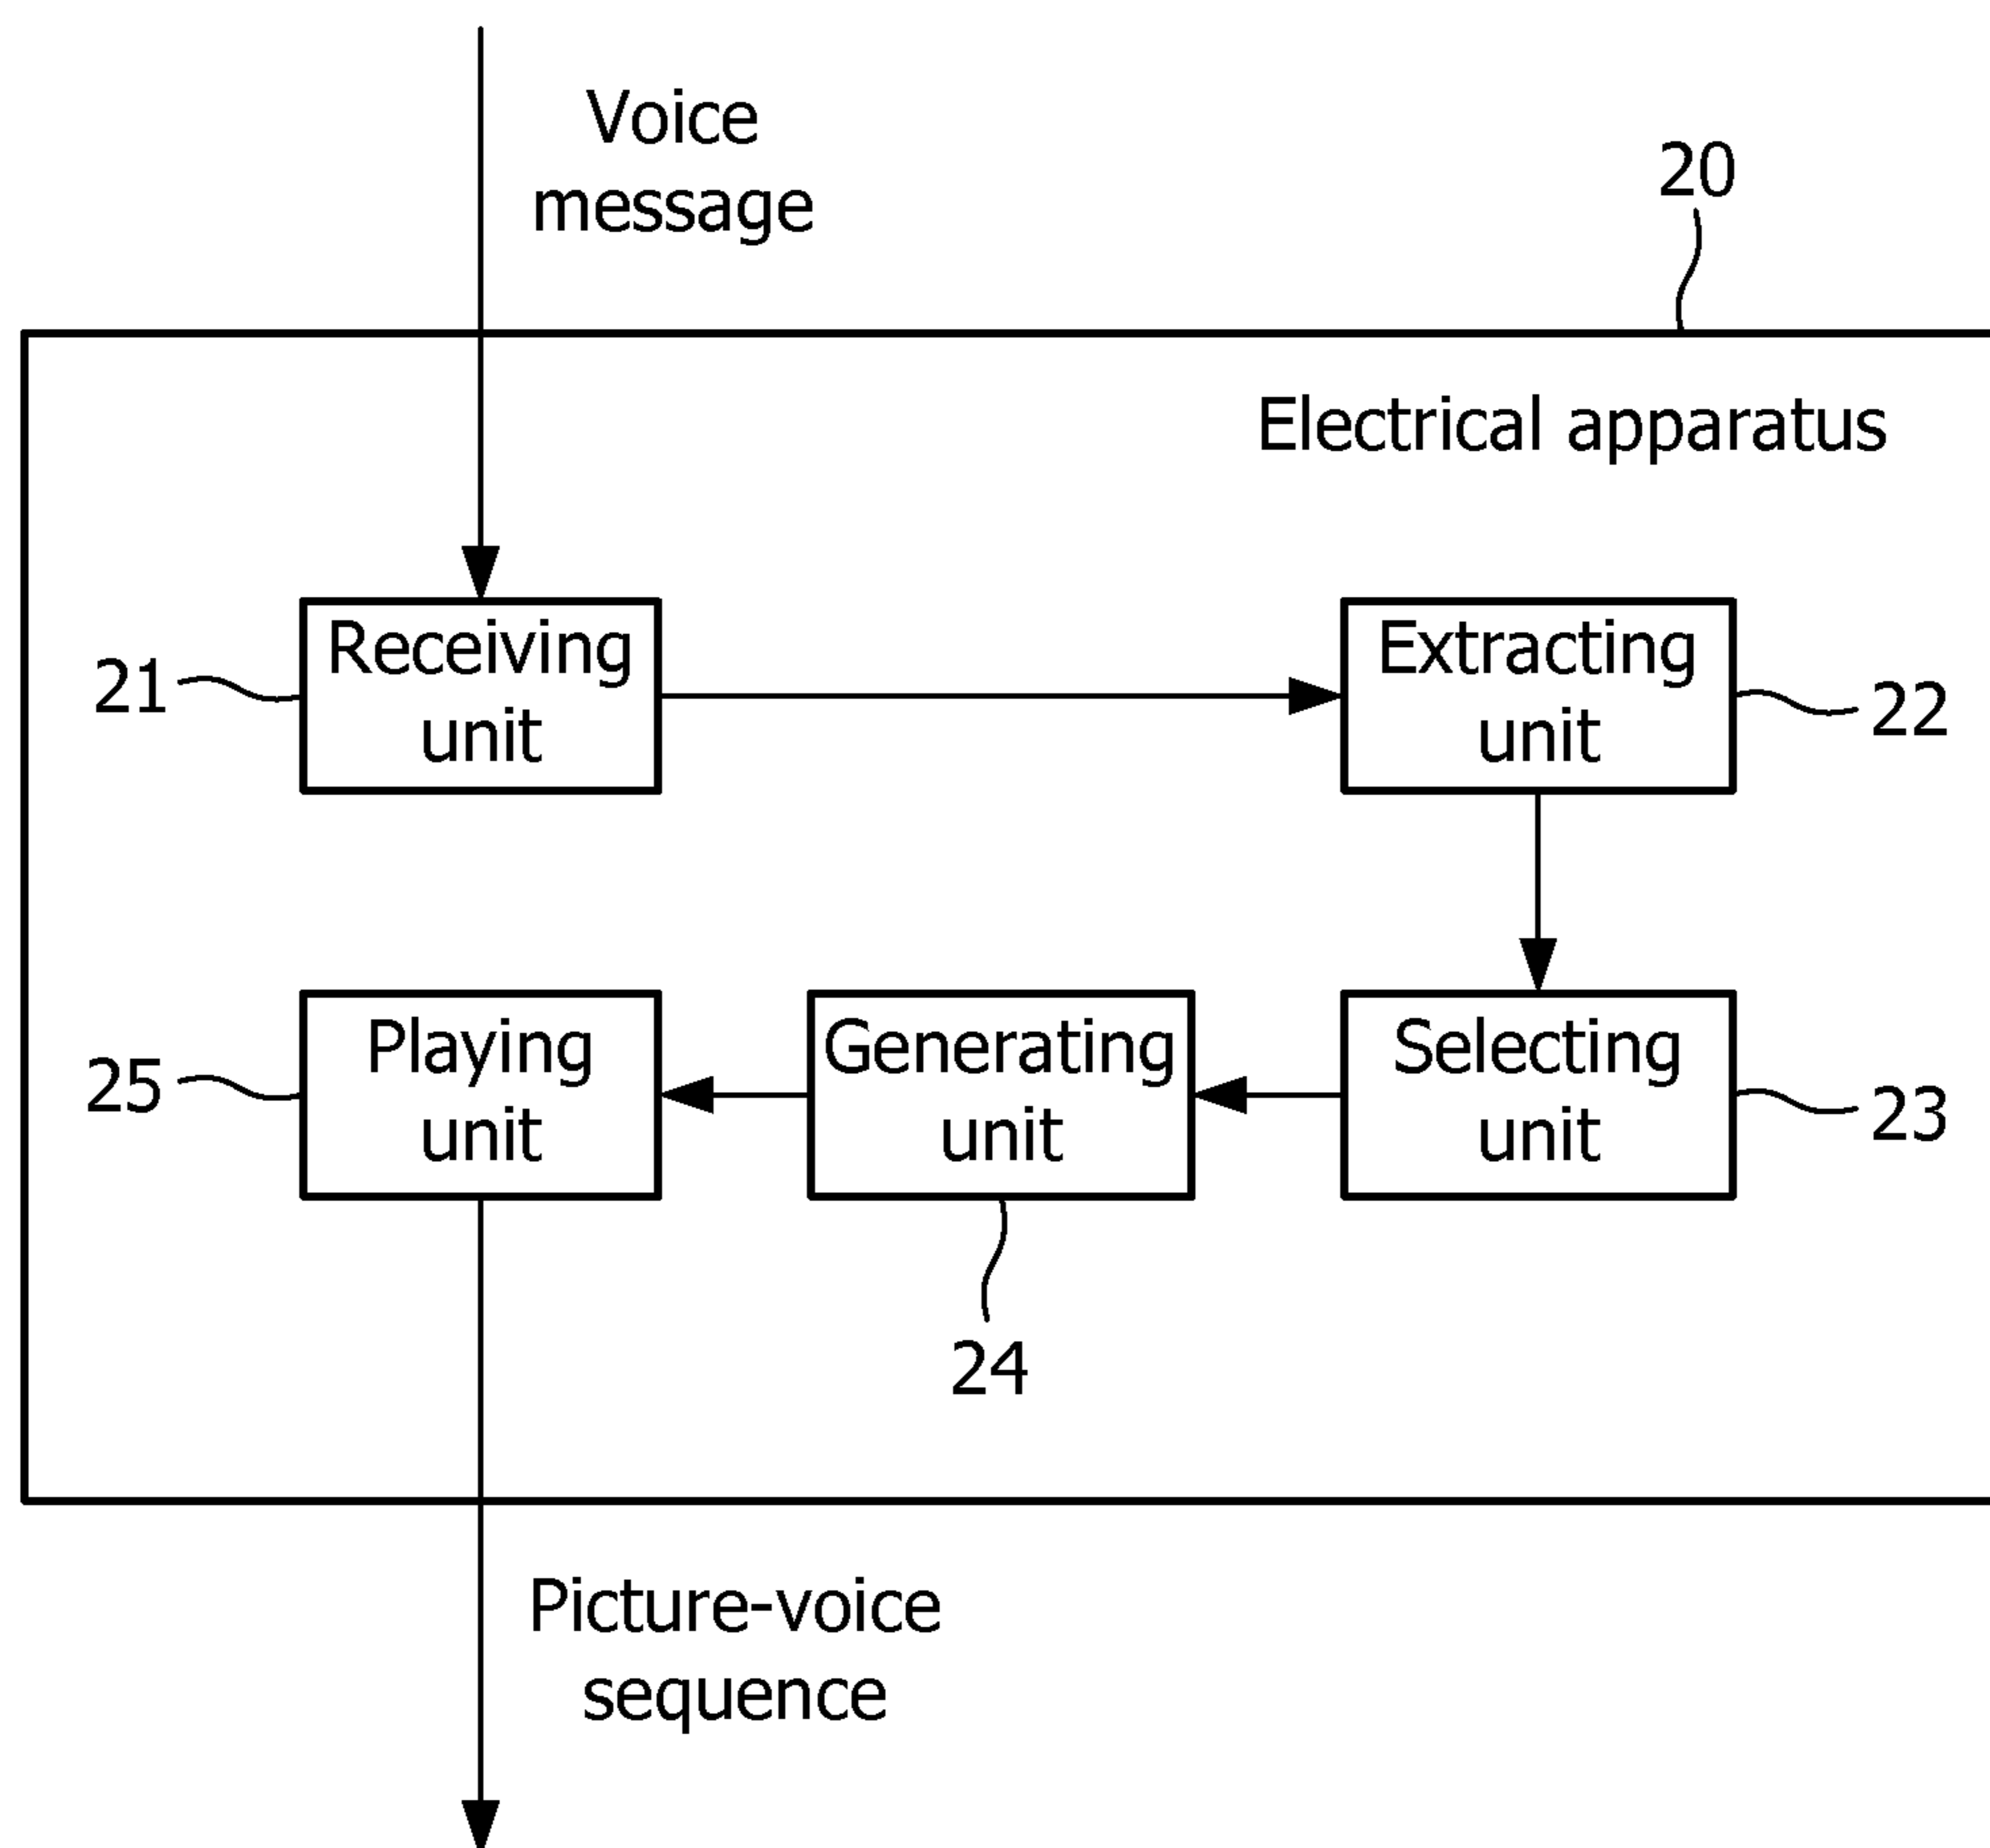 Voice
message
20
Electrical apparatus
Receiving
unit
21
Extracting
unit
22
Playing
unit
25
Generating
unit
24
Selecting
unit
23
Picture-voice
sequence